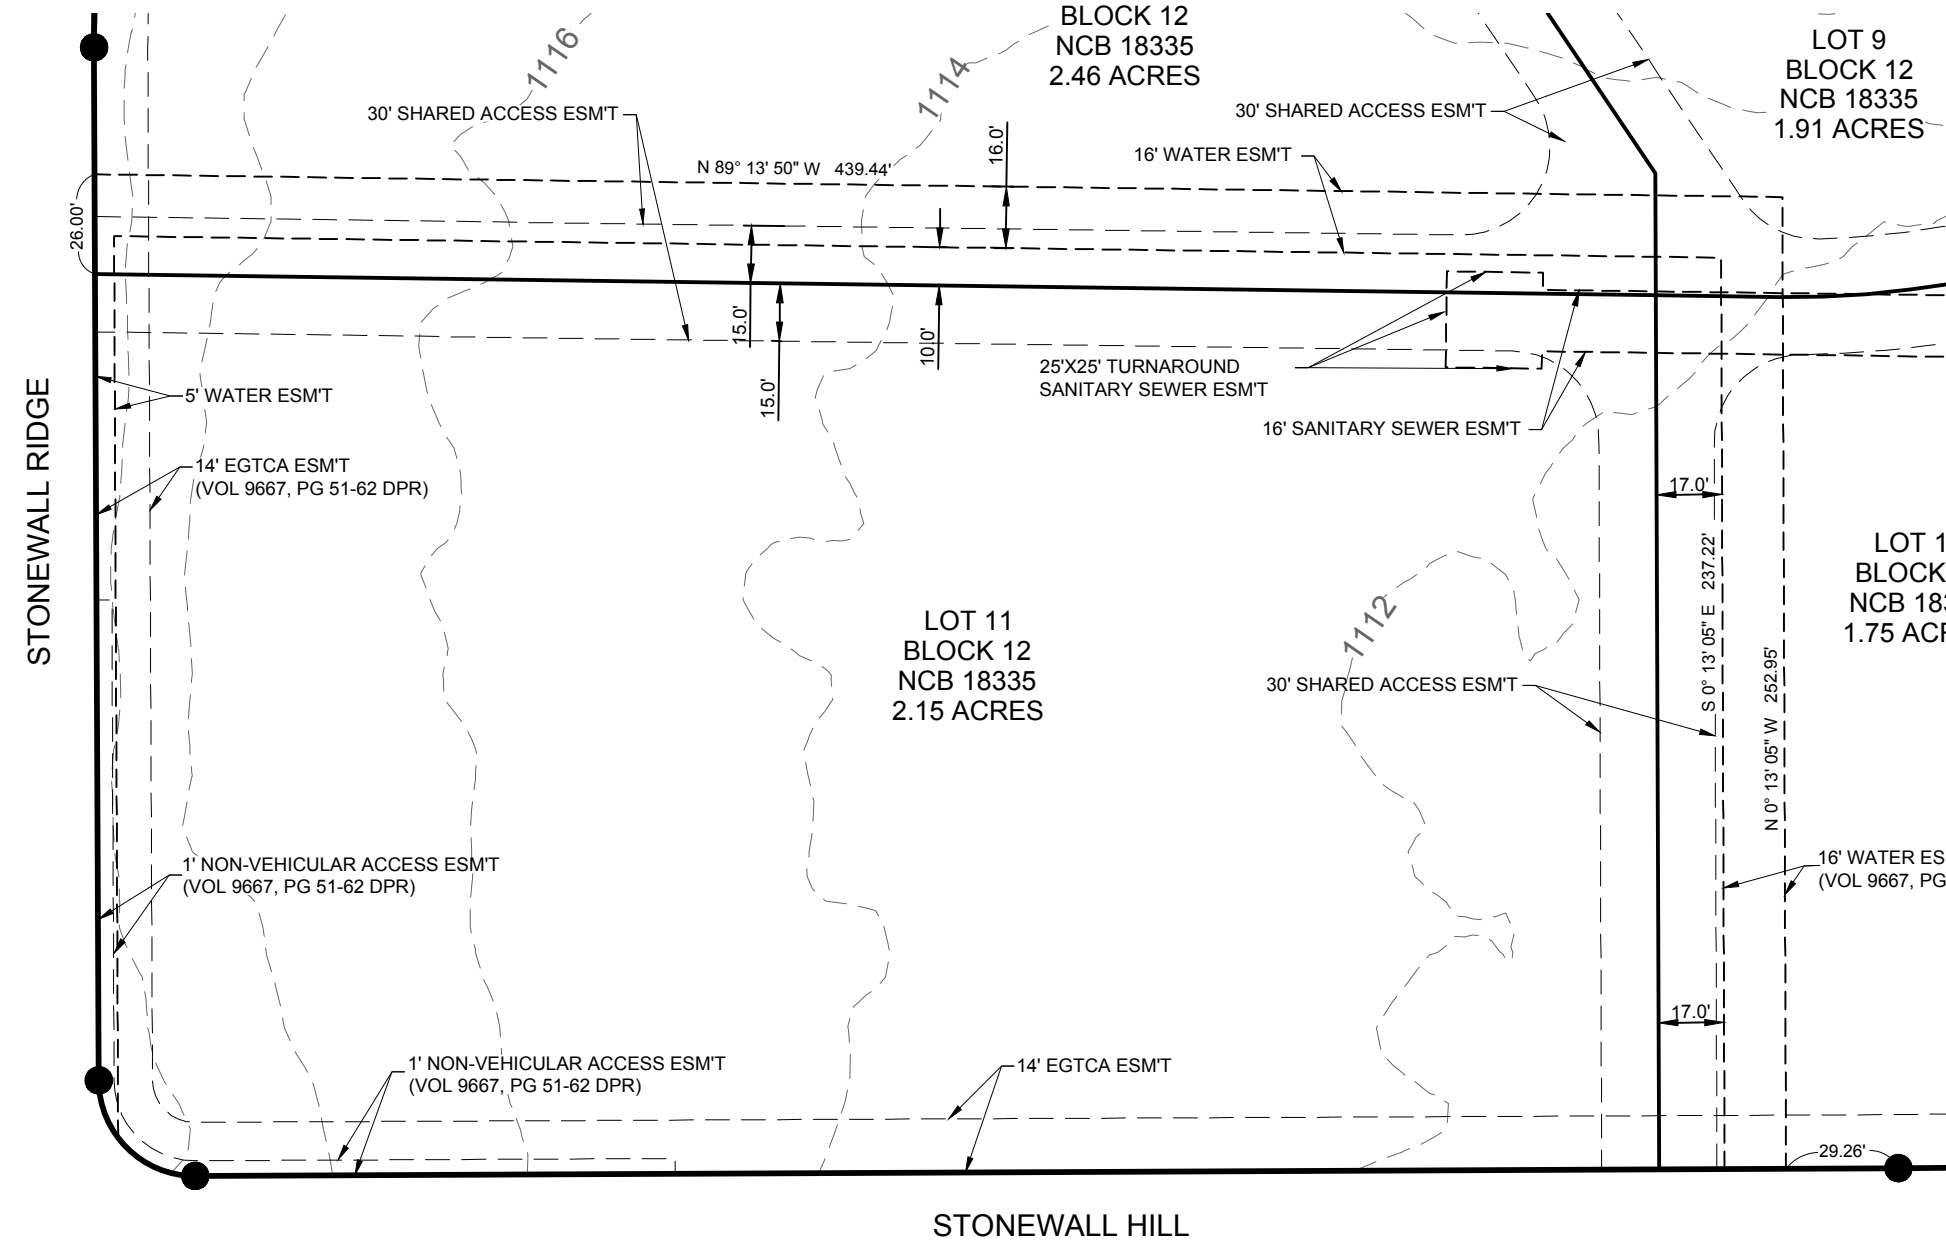 BLOCK 12
NCB 18335
2.46 ACRES
LOT 9
BLOCK 12
NCB 18335
1.91 ACRES
1116
1114
30' SHARED ACCESS ESM'T
30' SHARED ACCESS ESM'T
16' WATER ESM'T
16.0'
N 89° 13' 50" W 439.44'
26.00'
15.0'
10.0'
15.0'
25'X25' TURNAROUND
SANITARY SEWER ESM'T
16' SANITARY SEWER ESM'T
5' WATER ESM'T
14' EGTCA ESM'T
(VOL 9667, PG 51-62 DPR)
STONEWALL RIDGE
17.0'
S 0° 13' 05" E 237.22'
N 0° 13' 05" W 252.95'
LOT 1
BLOCK
NCB 18
1.75 ACR
LOT 11
BLOCK 12
NCB 18335
2.15 ACRES
1112
30' SHARED ACCESS ESM'T
1' NON-VEHICULAR ACCESS ESM'T
(VOL 9667, PG 51-62 DPR)
16' WATER ES
(VOL 9667, PG
17.0'
1' NON-VEHICULAR ACCESS ESM'T
(VOL 9667, PG 51-62 DPR)
14' EGTCA ESM'T
29.26'
STONEWALL HILL